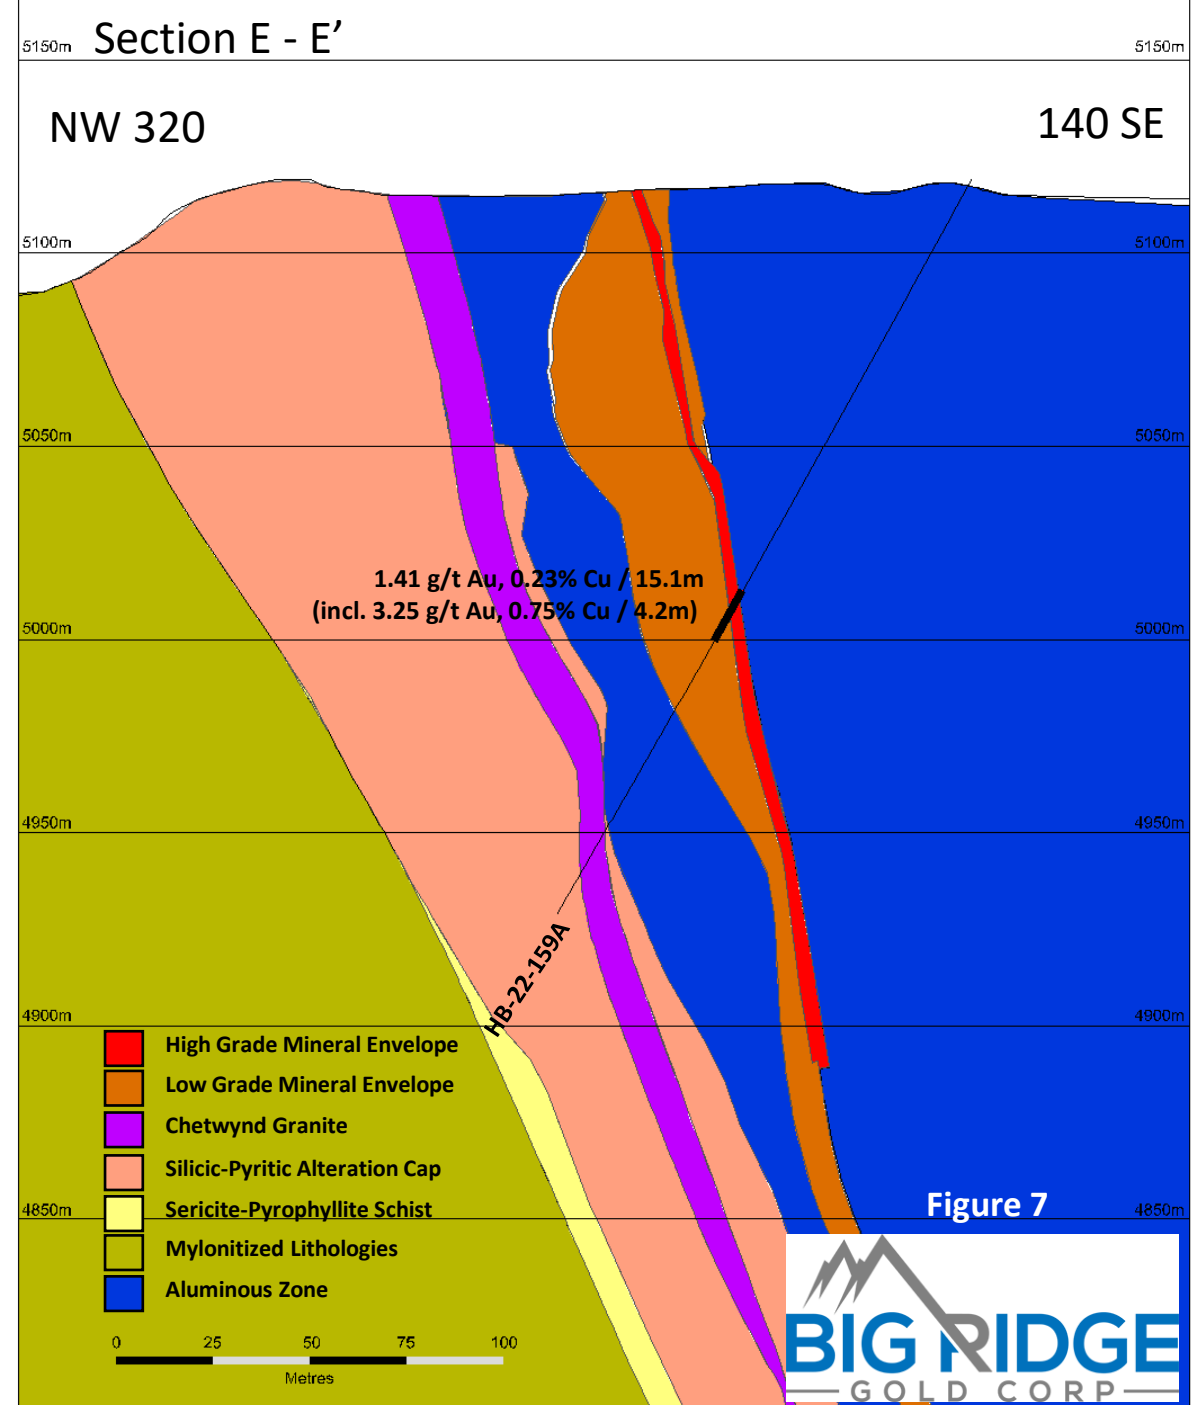 Section E - E’
5150m
5150m
NW 320
140 SE
5100m
5100m
5050m
5050m
1.41 g/t Au, 0.23% Cu / 15.1m
(incl. 3.25 g/t Au, 0.75% Cu / 4.2m)
5000m
5000m
4950m
4950m
HB-22-159A
4900m
4900m
High Grade Mineral Envelope
Low Grade Mineral Envelope
Chetwynd Granite
Silicic-Pyritic Alteration Cap
Sericite-Pyrophyllite Schist
4850m
4850m
Mylonitized Lithologies
Aluminous Zone
Figure 7
0 25 50 75 100
Metres
BIG RIDGE
GOLD CORP